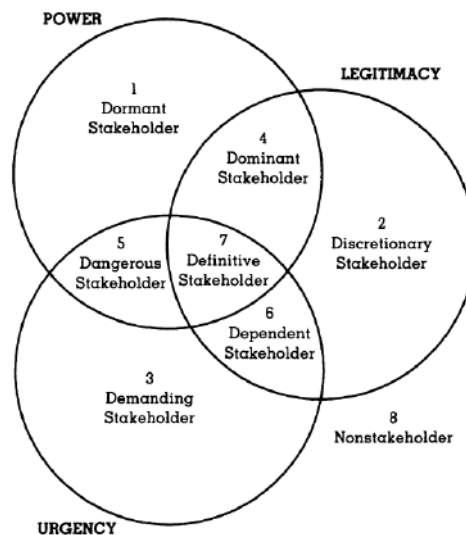 POWER
1
Dormant
Stakeholder
LEGITIMACY
4
Dominant
Stakeholder
2
Discretionary
Stakeholder
5
Dangerous
Stakeholder
7
Definitive
Stakeholder
6
Dependent
Stakeholder
3
Demanding
Stakeholder
8
Nonstakeholder
URGENCY